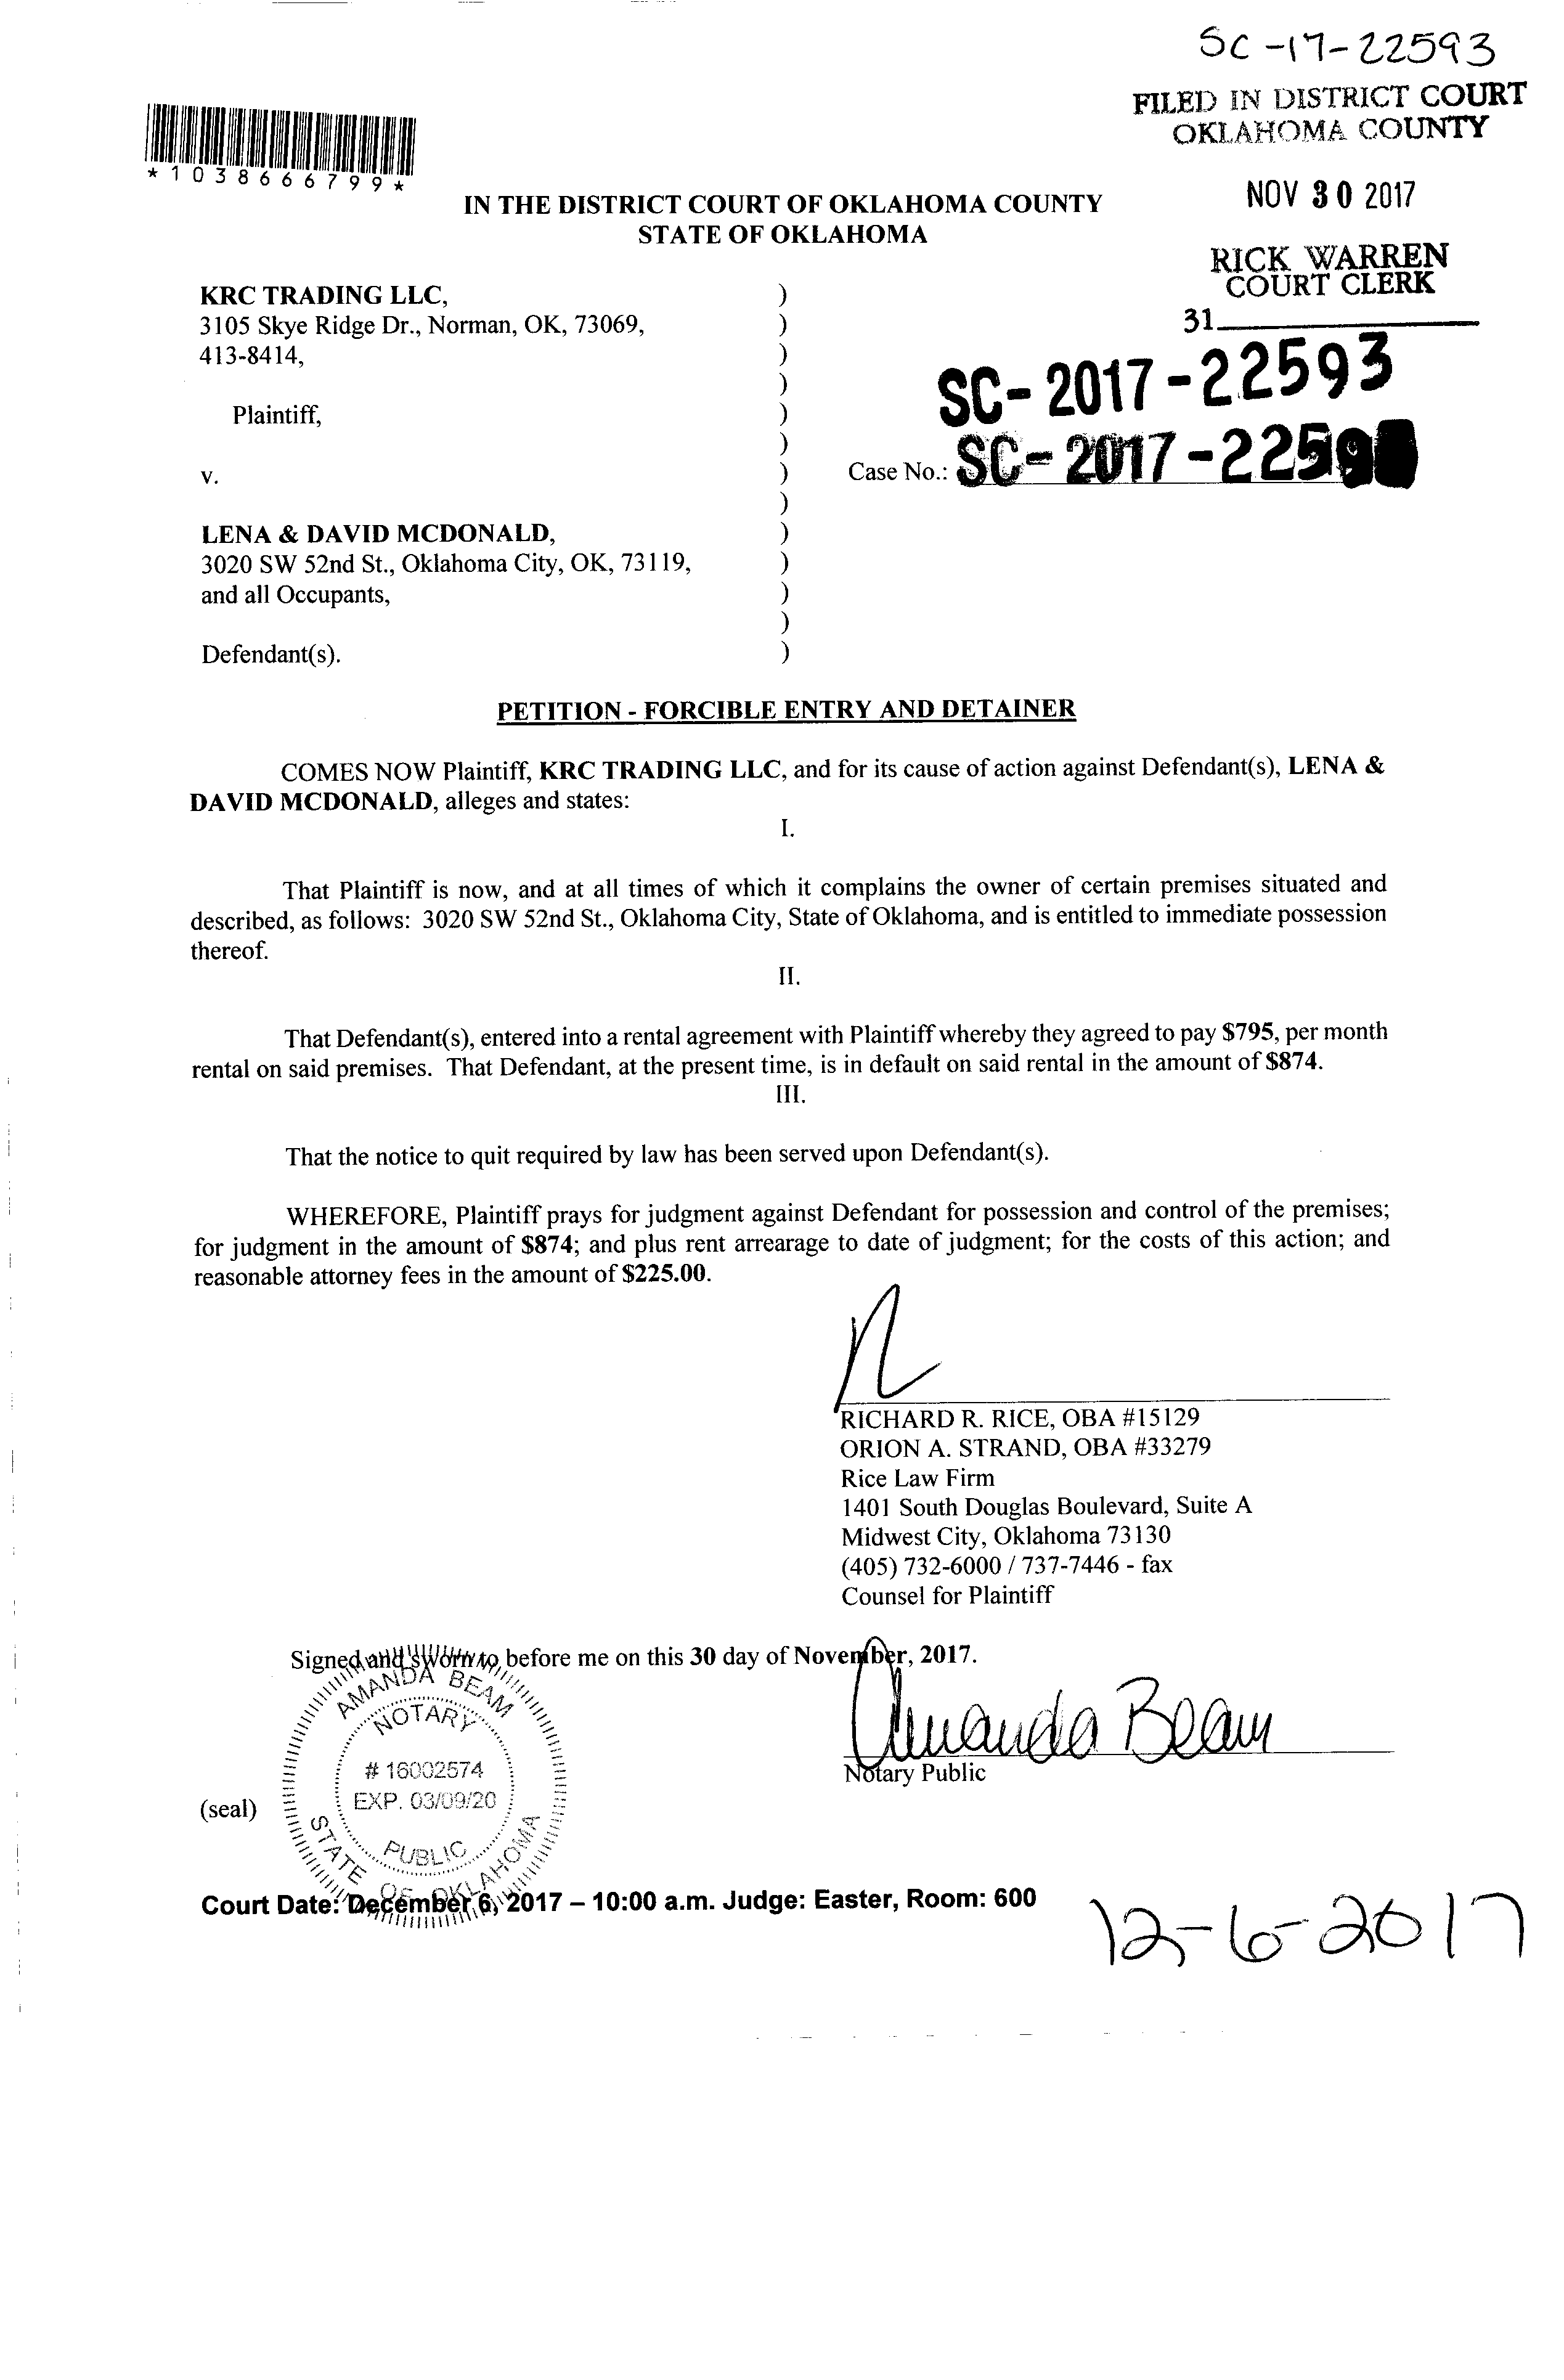 SC-17-22593
FILED IN DISTRICT COURT
OKLAHOMA COUNTY
*1038666799*
NOV 30 2017
IN THE DISTRICT COURT OF OKLAHOMA COUNTY
STATE OF OKLAHOMA
RICK WARREN
COURT CLERK
31
KRC TRADING LLC, )
3105 Skye Ridge Dr., Norman, OK, 73069, )
413-8414, )
)
SC-2017-22593
Plaintiff, )
)
v. ) Case No.: SC-2017-2259
)
LENA & DAVID MCDONALD, )
3020 SW 52nd St., Oklahoma City, OK, 73119, )
and all Occupants, )
)
Defendant(s). )
PETITION - FORCIBLE ENTRY AND DETAINER
COMES NOW Plaintiff, KRC TRADING LLC, and for its cause of action against Defendant(s), LENA &
DAVID MCDONALD, alleges and states:
I.
That Plaintiff is now, and at all times of which it complains the owner of certain premises situated and
described, as follows: 3020 SW 52nd St., Oklahoma City, State of Oklahoma, and is entitled to immediate possession
thereof.
II.
That Defendant(s), entered into a rental agreement with Plaintiff whereby they agreed to pay $795, per month
rental on said premises. That Defendant, at the present time, is in default on said rental in the amount of $874.
III.
That the notice to quit required by law has been served upon Defendant(s).
WHEREFORE, Plaintiff prays for judgment against Defendant for possession and control of the premises;
for judgment in the amount of $874; and plus rent arrearage to date of judgment; for the costs of this action; and
reasonable attorney fees in the amount of $225.00.
RICHARD R. RICE, OBA #15129
ORION A. STRAND, OBA #33279
Rice Law Firm
1401 South Douglas Boulevard, Suite A
Midwest City, Oklahoma 73130
(405) 732-6000 / 737-7446 - fax
Counsel for Plaintiff
Signed and sworn to before me on this 30 day of November, 2017.
AMANDA BEAM
NOTARY
# 16002574
EXP. 03/09/20
PUBLIC
STATE OF OKLAHOMA
Amanda Beam
Notary Public
(seal)
Court Date: December 6, 2017 – 10:00 a.m. Judge: Easter, Room: 600
12-6-2017